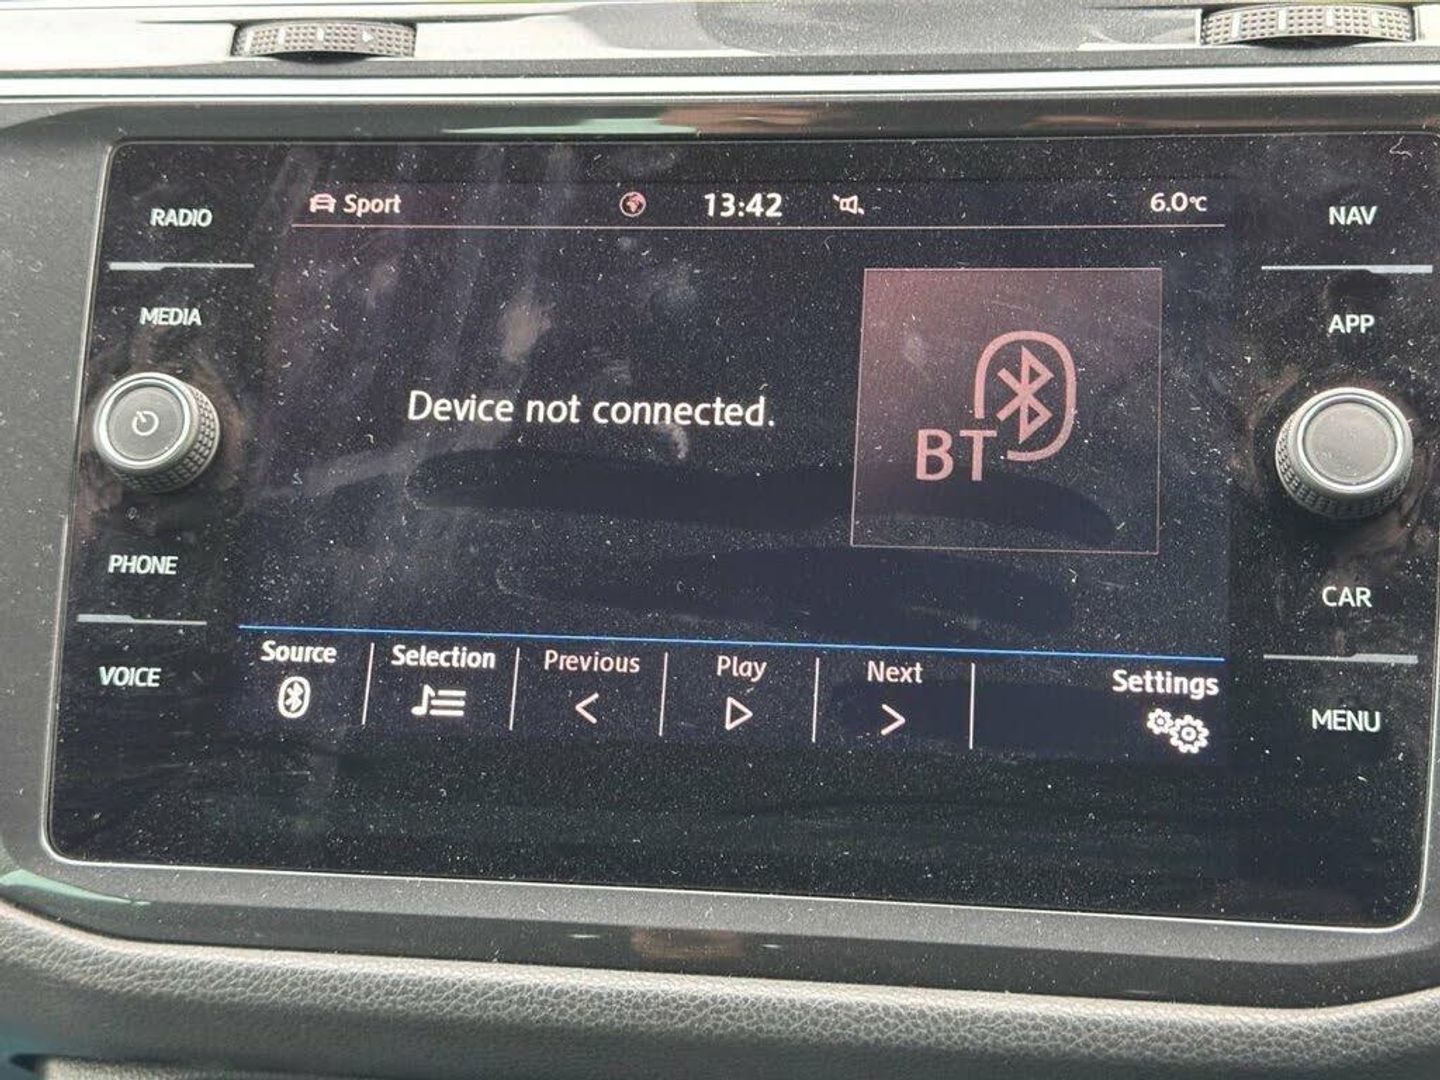 RADIO
MEDIA
PHONE
VOICE
Sport
13:42
6.0°C
Device not connected.
BT
Source
Selection
Previous
Play
Next
Settings
NAV
APP
CAR
MENU